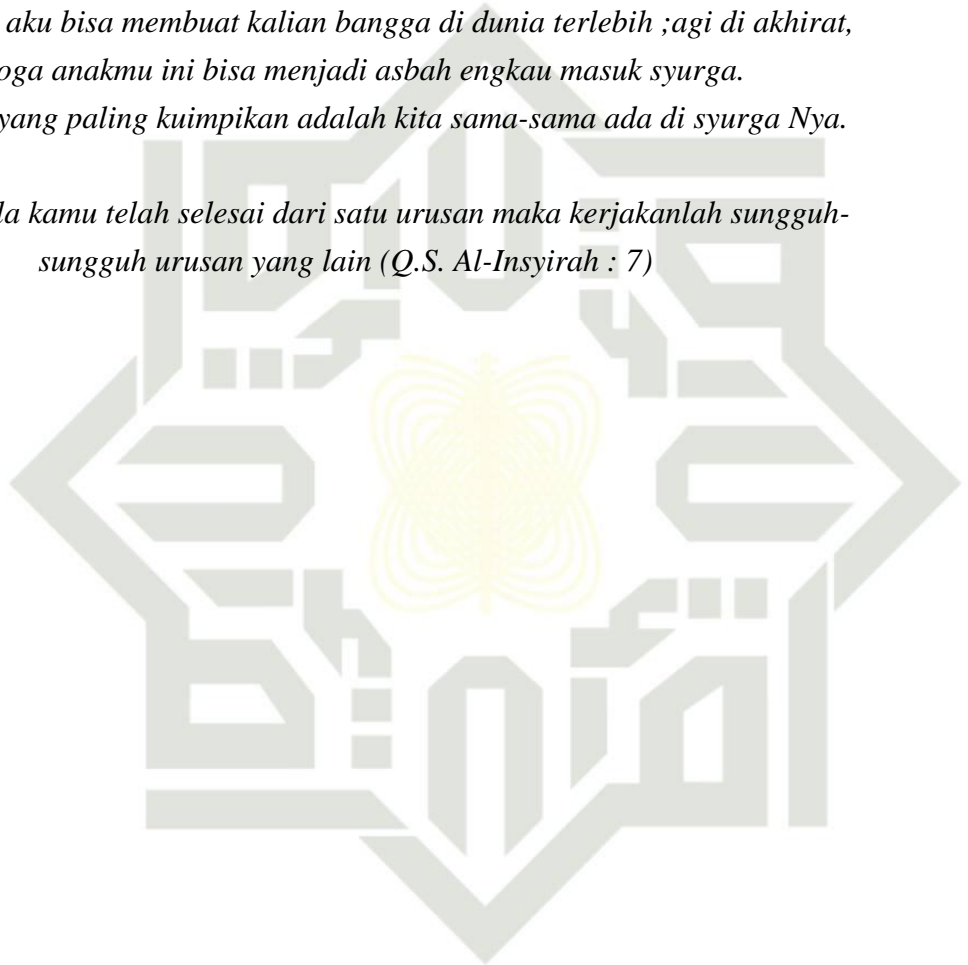 aku bisa membuat kalian bangga di dunia terlebih ;agi di akhirat,
oga anakmu ini bisa menjadi asbah engkau masuk syurga.
yang paling kuimpikan adalah kita sama-sama ada di syurga Nya.
la kamu telah selesai dari satu urusan maka kerjakanlah sungguh-
sungguh urusan yang lain (Q.S. Al-Insyirah : 7)